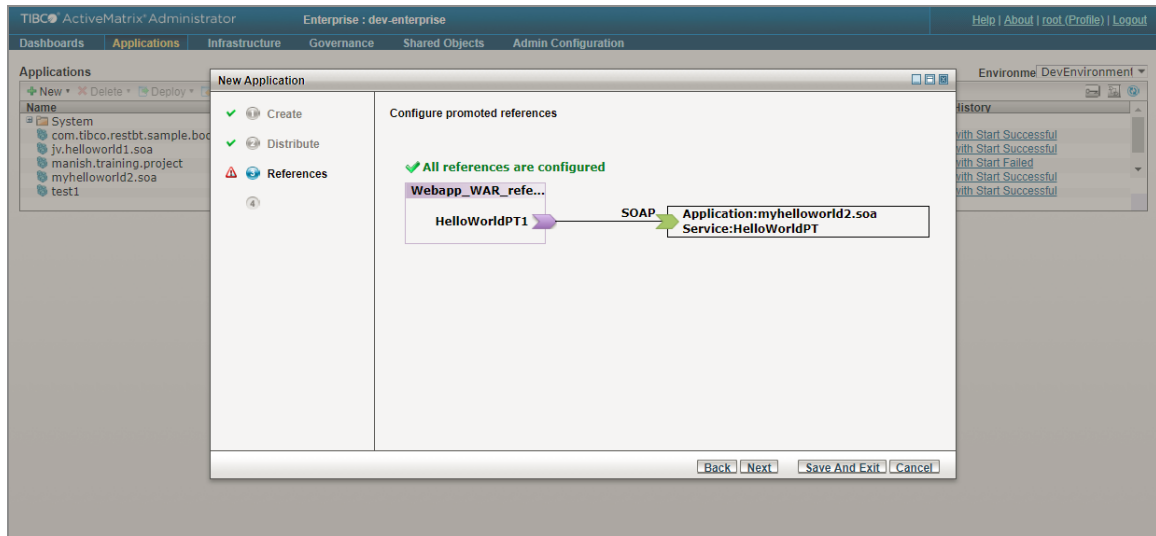 TIBCO® ActiveMatrix® Administrator Enterprise : dev-enterprise Help | About | root (Profile) | Logout
Dashboards Applications Infrastructure Governance Shared Objects Admin Configuration
Applications Environme DevEnvironment
New Delete Deploy
Name History
System
com.tibco.restbt.sample.boo with Start Successful
jv.helloworld1.soa with Start Successful
manish.training.project with Start Failed
myhelloworld2.soa with Start Successful
test1 with Start Successful
New Application
1 Create
2 Distribute
3 References
4
Configure promoted references
All references are configured
Webapp_WAR_refe...
HelloWorldPT1
SOAP
Application:myhelloworld2.soa
Service:HelloWorldPT
Back Next Save And Exit Cancel